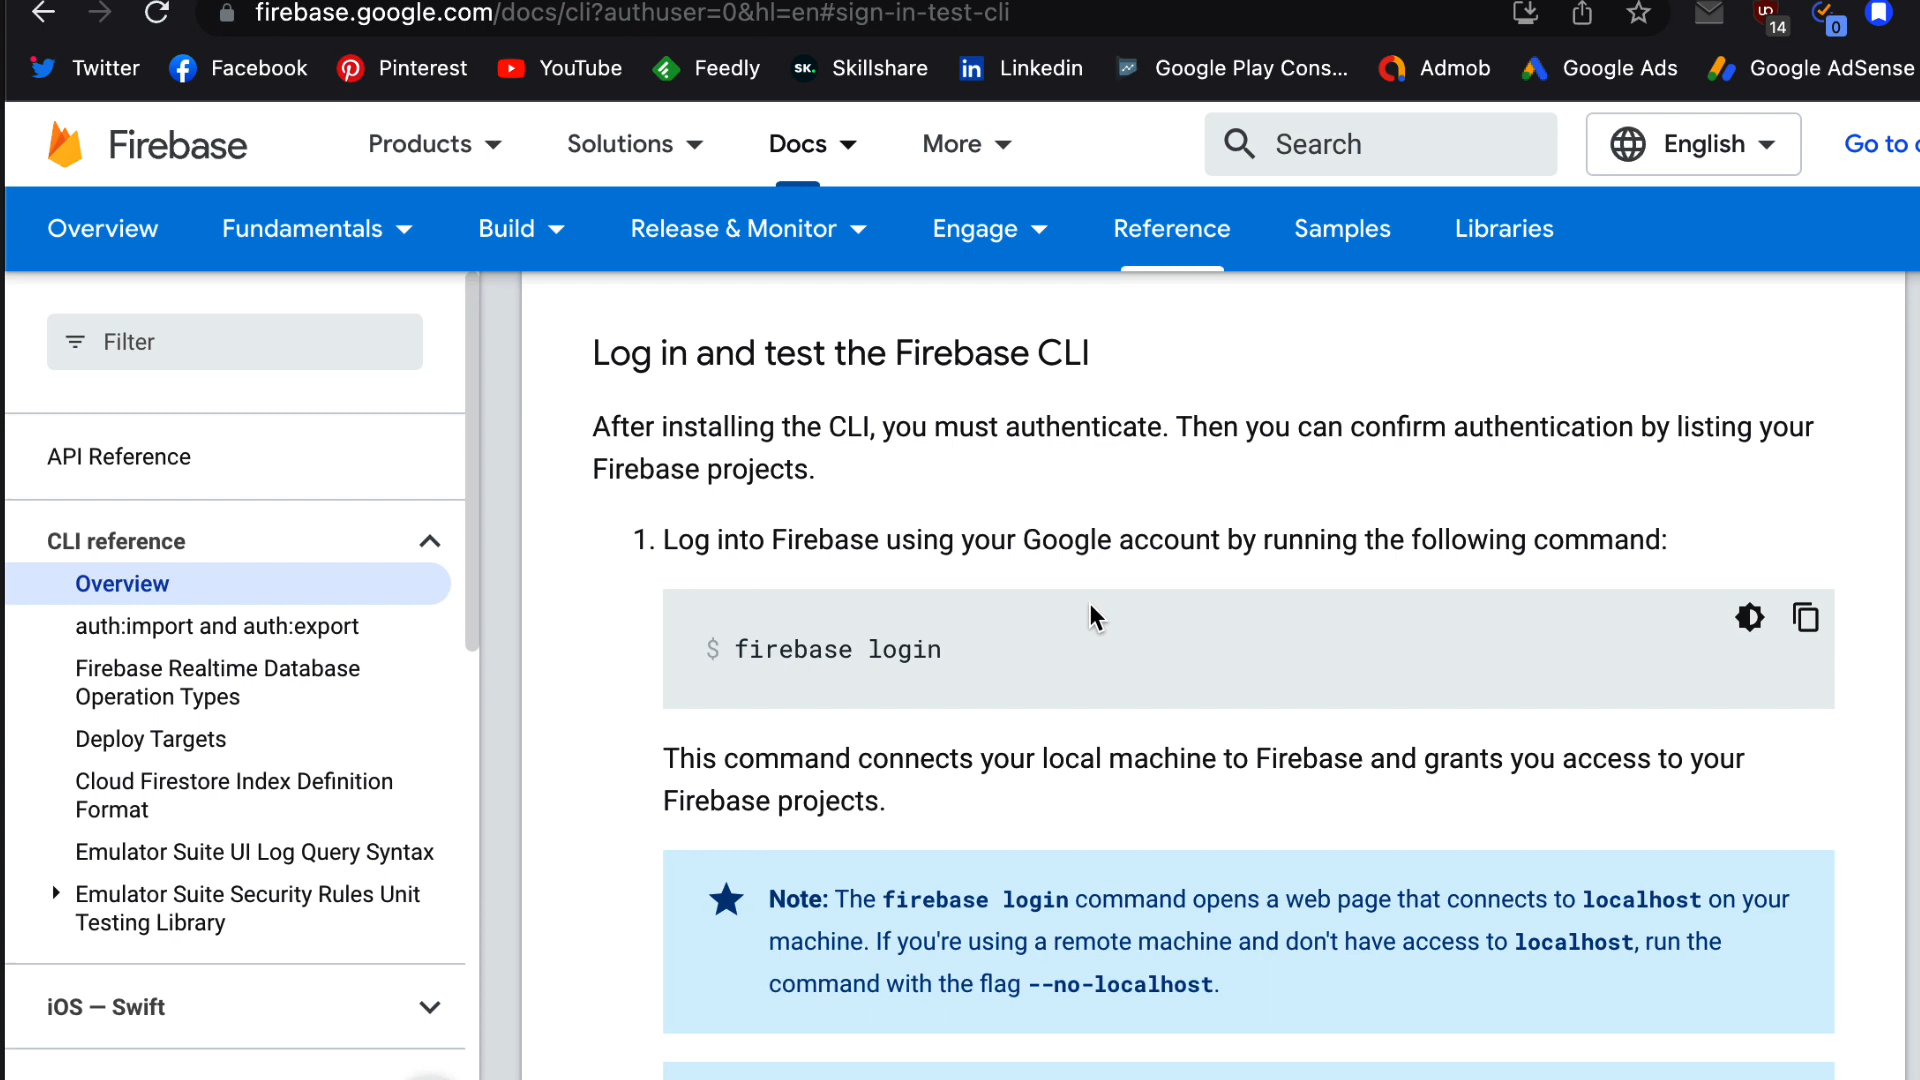 firebase.google.com/docs/cli?authuser=0&hl=en#sign-in-test-cli
14
0
Twitter
Facebook
Pinterest
YouTube
Feedly
SK.
Skillshare
in
Linkedin
Google Play Cons...
Admob
Google Ads
Google AdSense
Firebase
Products
Solutions
Docs
More
Search
English
Go to
Overview
Fundamentals
Build
Release & Monitor
Engage
Reference
Samples
Libraries
Filter
API Reference
CLI reference
Overview
auth:import and auth:export
Firebase Realtime Database
Operation Types
Deploy Targets
Cloud Firestore Index Definition
Format
Emulator Suite UI Log Query Syntax
Emulator Suite Security Rules Unit
Testing Library
iOS — Swift
Log in and test the Firebase CLI
After installing the CLI, you must authenticate. Then you can confirm authentication by listing your
Firebase projects.
1. Log into Firebase using your Google account by running the following command:
$ firebase login
This command connects your local machine to Firebase and grants you access to your
Firebase projects.
Note: The firebase login command opens a web page that connects to localhost on your
machine. If you're using a remote machine and don't have access to localhost, run the
command with the flag --no-localhost.